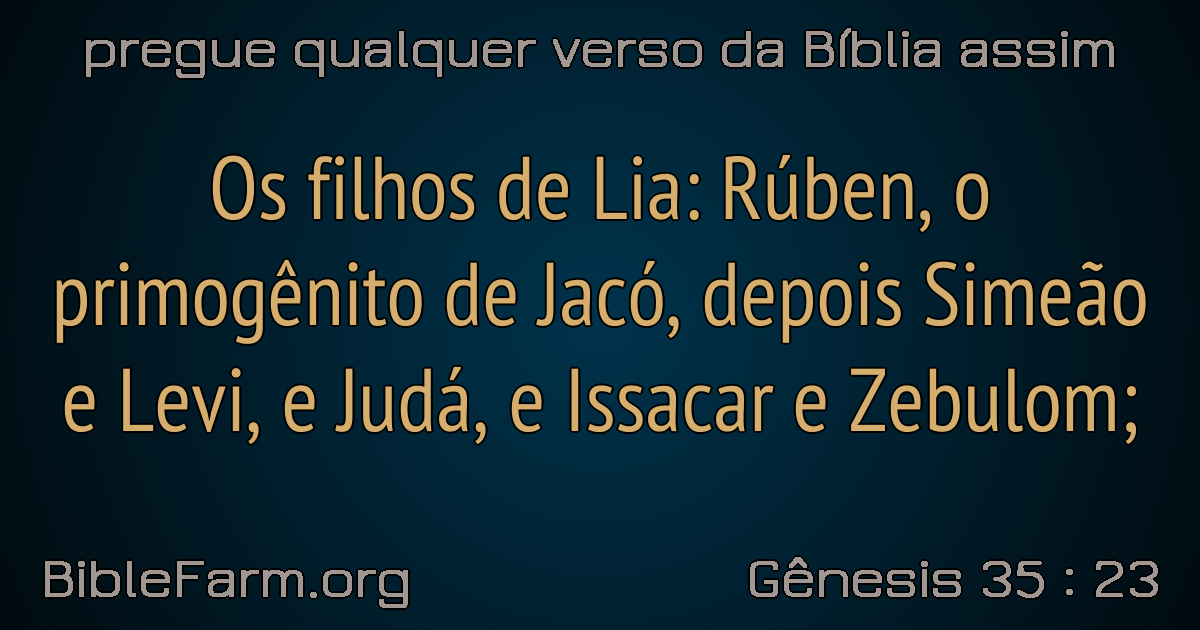 pregue qualquer verso da Bíblia assim
Os filhos de Lia: Rúben, o
primogênito de Jacó, depois Simeão
e Levi, e Judá, e Issacar e Zebulom;
BibleFarm.org
Gênesis 35 : 23